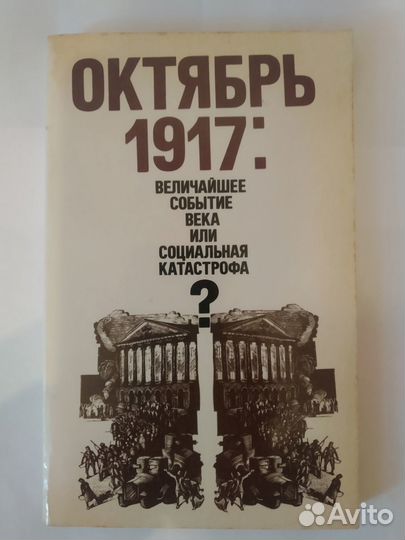 ОКТЯБРЬ
1917:
ВЕЛИЧАЙШЕЕ
СОБЫТИЕ
ВЕКА
ИЛИ
СОЦИАЛЬНАЯ
КАТАСТРОФА
?
Avito